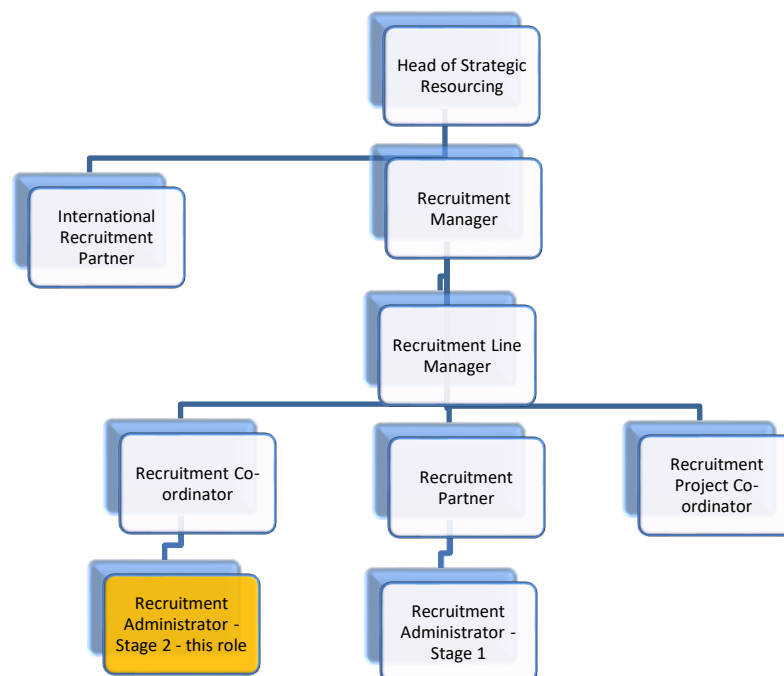 Head of Strategic
Resourcing
International
Recruitment
Partner
Recruitment
Manager
Recruitment Line
Manager
Recruitment Co-
ordinator
Recruitment
Partner
Recruitment
Project Co-
ordinator
Recruitment
Administrator -
Stage 2 - this role
Recruitment
Administrator -
Stage 1